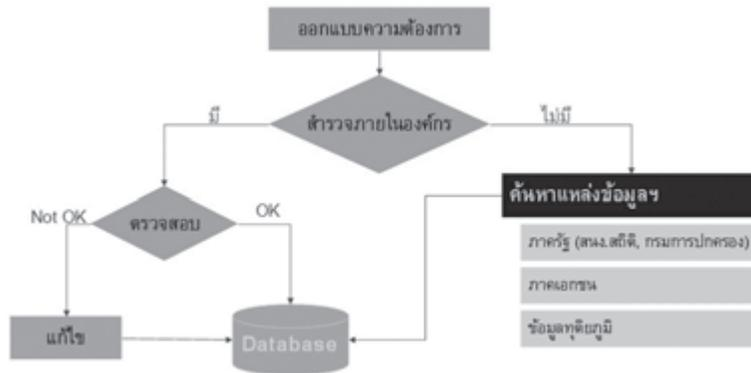 ออกแบบความต้องการ
สำรวจภายในองค์กร
มี
ไม่มี
ค้นหาแหล่งข้อมูลฯ
ภาครัฐ (สนง.สถิติ, กรมการปกครอง)
ภาคเอกชน
ข้อมูลทุติยภูมิ
ตรวจสอบ
Not OK
OK
แก้ไข
Database